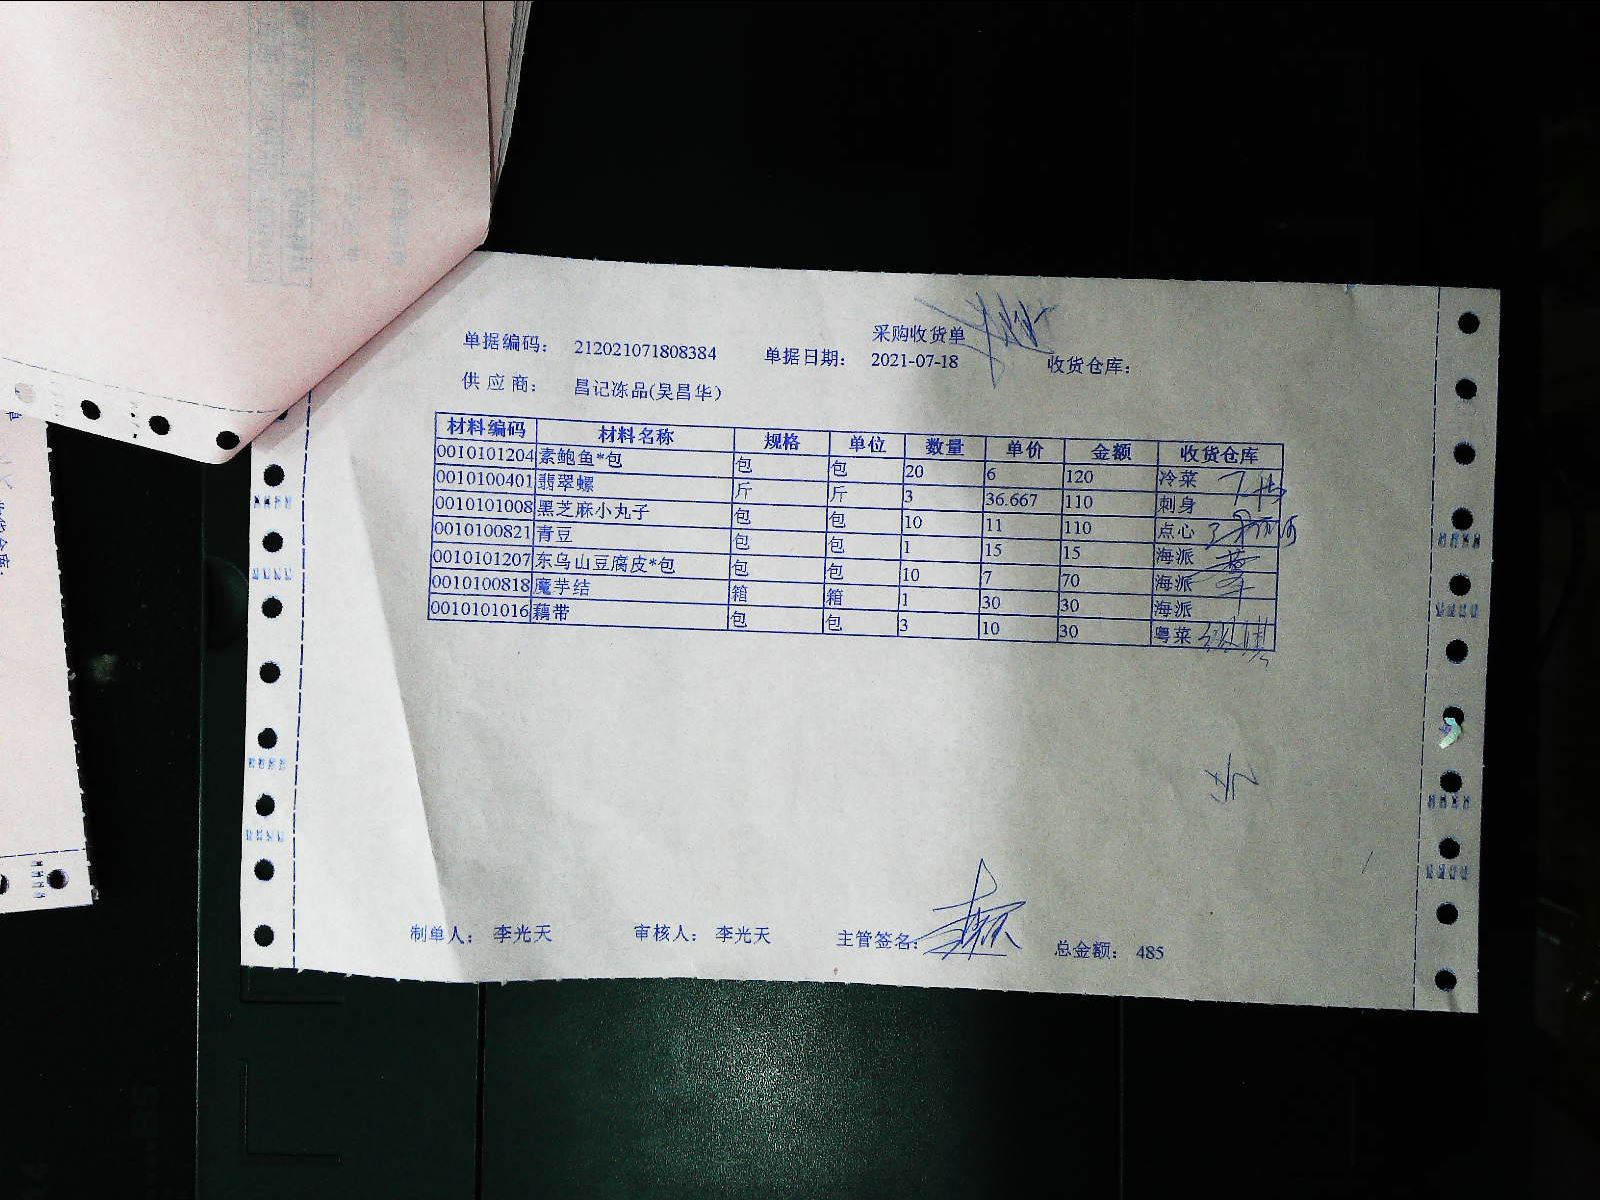 采购收货单
单据编码： 212021071808384 单据日期： 2021-07-18 收货仓库：
供 应 商： 昌记冻品(吴昌华)
材料编码 材料名称 规格 单位 数量 单价 金额 收货仓库
0010101204 素鲍鱼*包 包 包 20 6 120 冷菜
0010100401 翡翠螺 斤 斤 3 36.667 110 刺身
0010101008 黑芝麻小丸子 包 包 10 11 110 点心
0010100821 青豆 包 包 1 15 15 海派
0010101207 东乌山豆腐皮*包 包 包 10 7 70 海派
0010100818 魔芋结 箱 箱 1 30 30 海派
0010101016 藕带 包 包 3 10 30 粤菜
制单人： 李光天 审核人： 李光天 主管签名： 总金额： 485